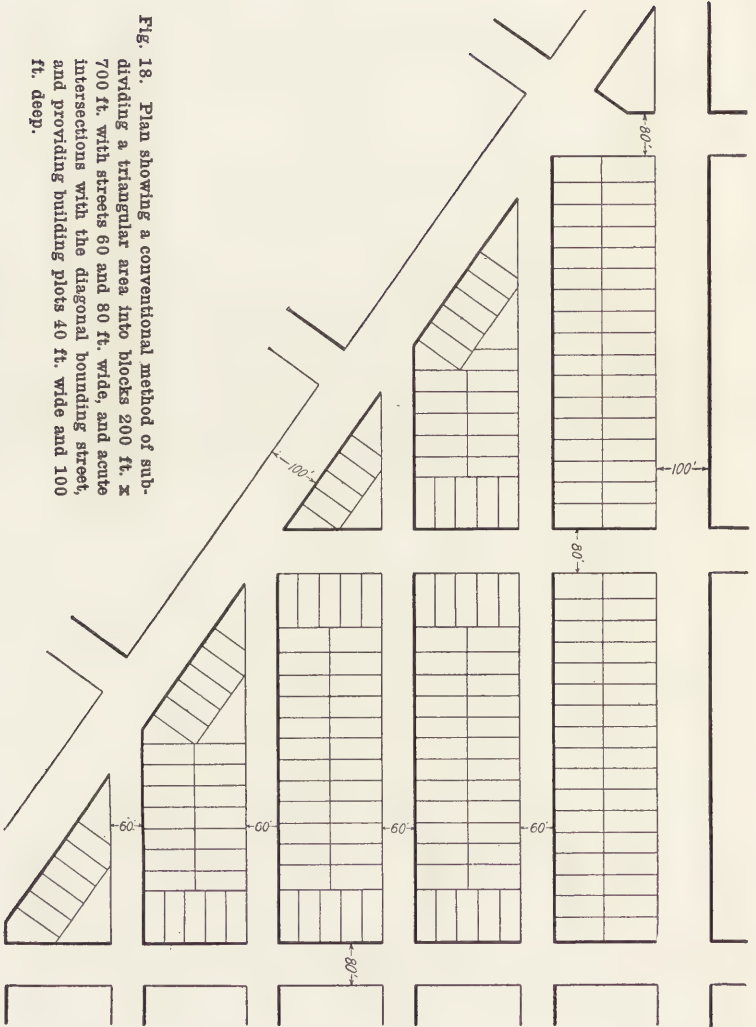 Fig. 18. Plan showing a conventional method of sub-
dividing a triangular area into blocks 200 ft. x
700 ft. with streets 60 and 80 ft. wide, and acute
intersections with the diagonal bounding street,
and providing building plots 40 ft. wide and 100
ft. deep.
80'
100'
80'
100'
60'
60'
60'
60'
80'